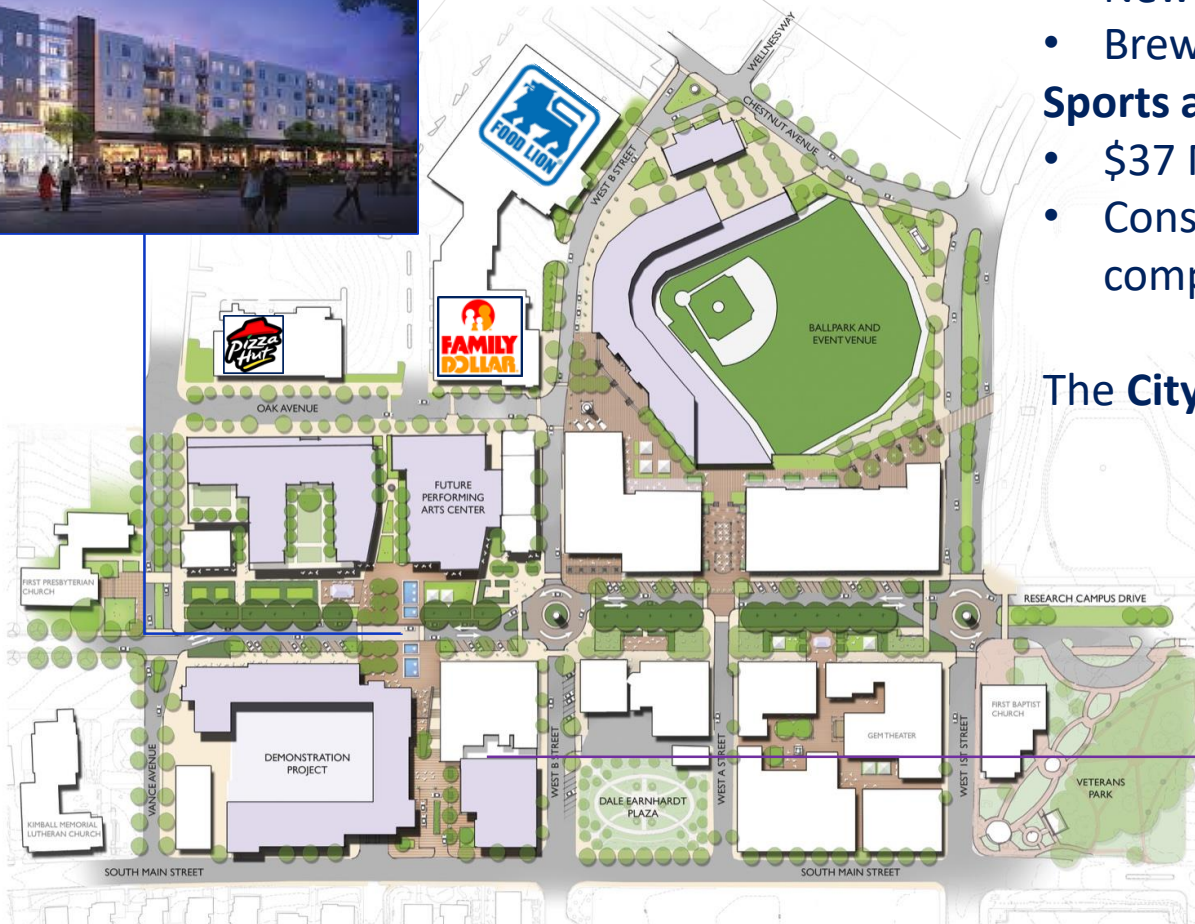 New
• Brew
Sports a
• $37
• Cons
comp
The City
WELLNESS WAY
CHESTNUT AVENUE
WEST B STREET
FOOD LION
Pizza
Hut
FAMILY
DOLLAR
BALLPARK AND
EVENT VENUE
OAK AVENUE
FUTURE
PERFORMING
ARTS CENTER
FIRST PRESBYTERIAN
CHURCH
RESEARCH CAMPUS DRIVE
VANCE AVENUE
DEMONSTRATION
PROJECT
WEST B STREET
DALE EARNHARDT
PLAZA
WEST A STREET
GEM THEATER
WEST 1ST STREET
FIRST BAPTIST
CHURCH
VETERANS
PARK
KIMBALL MEMORIAL
LUTHERAN CHURCH
SOUTH MAIN STREET
SOUTH MAIN STREET